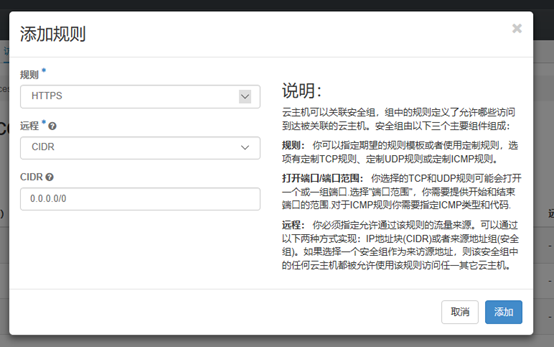 添加规则
×
规则 *
HTTPS
远程 *
CIDR
CIDR
0.0.0.0/0
说明：
云主机可以关联安全组，组中的规则定义了允许哪些访问
到达被关联的云主机。安全组由以下三个主要组件组成：
规则： 你可以指定期望的规则模板或者使用定制规则，选
项有定制TCP规则、定制UDP规则或定制ICMP规则。
打开端口/端口范围： 你选择的TCP和UDP规则可能会打开
一个或一组端口.选择"端口范围"，你需要提供开始和结束
端口的范围.对于ICMP规则你需要指定ICMP类型和代码.
远程： 你必须指定允许通过该规则的流量来源。可以通过
以下两种方式实现：IP地址块(CIDR)或者来源地址组(安全
组)。如果选择一个安全组作为来访源地址，则该安全组中
的任何云主机都被允许使用该规则访问任一其它云主机。
取消
添加